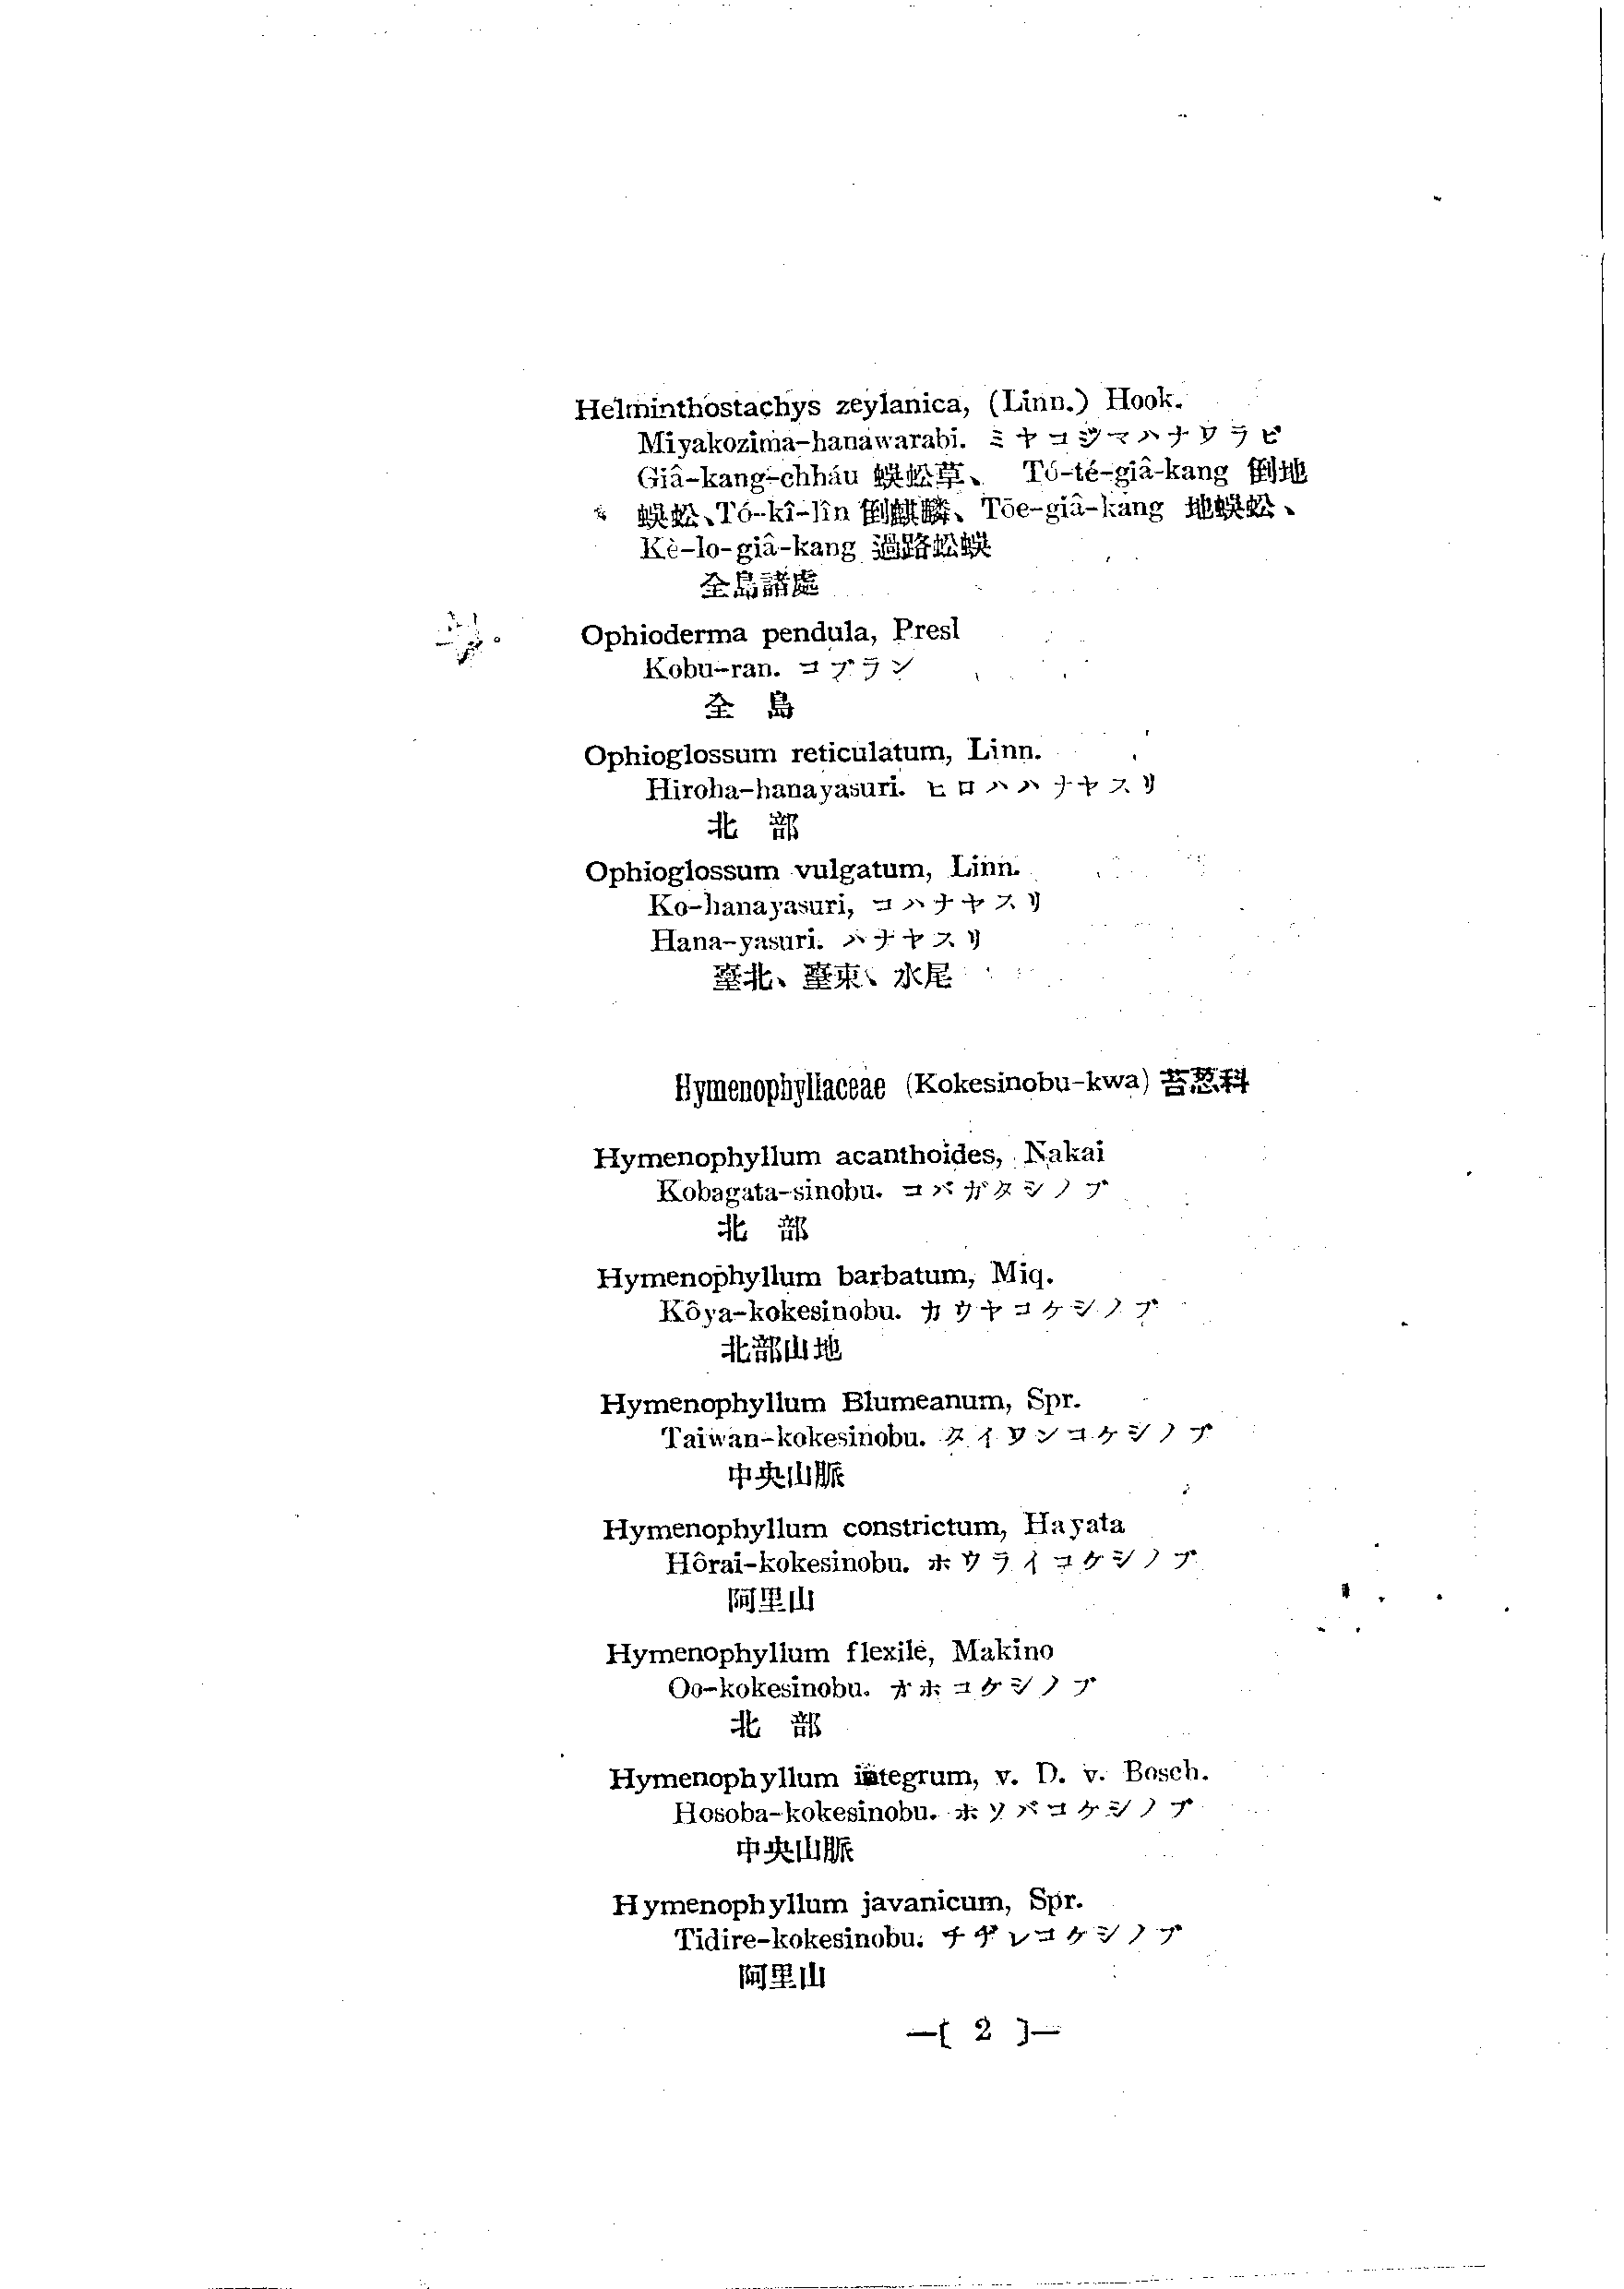 Helminthostachys zeylanica, (Linn.) Hook.
Miyakozima-hanawarabi. ミヤコジマハナワラビ
Giâ-kang-chháu 蜈蚣草、 Tó-té-giâ-kang 倒地
蜈蚣、Tó-kî-lîn 倒麒麟、Tōe-giâ-kang 地蜈蚣、
Kè-lo-giâ-kang 過路蚣蜈
全島諸處
Ophioderma pendula, Presl
Kobu-ran. コブラン
全 島
Ophioglossum reticulatum, Linn.
Hiroha-hanayasuri. ヒロハハナヤスリ
北 部
Ophioglossum vulgatum, Linn.
Ko-hanayasuri, コハナヤスリ
Hana-yasuri. ハナヤスリ
臺北、臺東、水尾
Hymenophyllaceae (Kokesinobu-kwa) 苔葱科
Hymenophyllum acanthoides, Nakai
Kobagata-sinobu. コバガタシノブ
北 部
Hymenophyllum barbatum, Miq.
Kôya-kokesinobu. カウヤコケシノブ
北部山地
Hymenophyllum Blumeanum, Spr.
Taiwan-kokesinobu. タイワンコケシノブ
中央山脈
Hymenophyllum constrictum, Hayata
Hôrai-kokesinobu. ホウライコケシノブ
阿里山
Hymenophyllum flexile, Makino
Oo-kokesinobu. オホコケシノブ
北 部
Hymenophyllum integrum, v. D. v. Bosch.
Hosoba-kokesinobu. ホソバコケシノブ
中央山脈
Hymenophyllum javanicum, Spr.
Tidire-kokesinobu. チヂレコケシノブ
阿里山
—[ 2 ]—